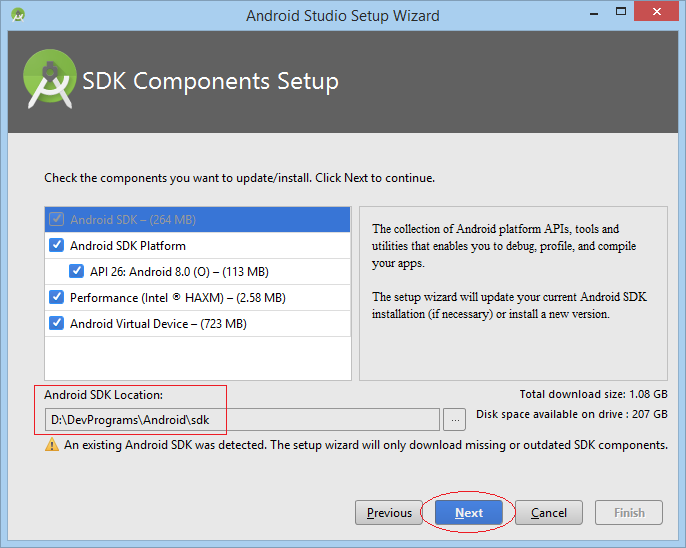 Android Studio Setup Wizard
SDK Components Setup
Check the components you want to update/install. Click Next to continue.
Android SDK – (264 MB)
Android SDK Platform
API 26: Android 8.0 (O) – (113 MB)
Performance (Intel ® HAXM) – (2.58 MB)
Android Virtual Device – (723 MB)
The collection of Android platform APIs, tools and
utilities that enables you to debug, profile, and compile
your apps.
The setup wizard will update your current Android SDK
installation (if necessary) or install a new version.
Android SDK Location:
D:\DevPrograms\Android\sdk
...
Total download size: 1.08 GB
Disk space available on drive : 207 GB
An existing Android SDK was detected. The setup wizard will only download missing or outdated SDK components.
Previous
Next
Cancel
Finish